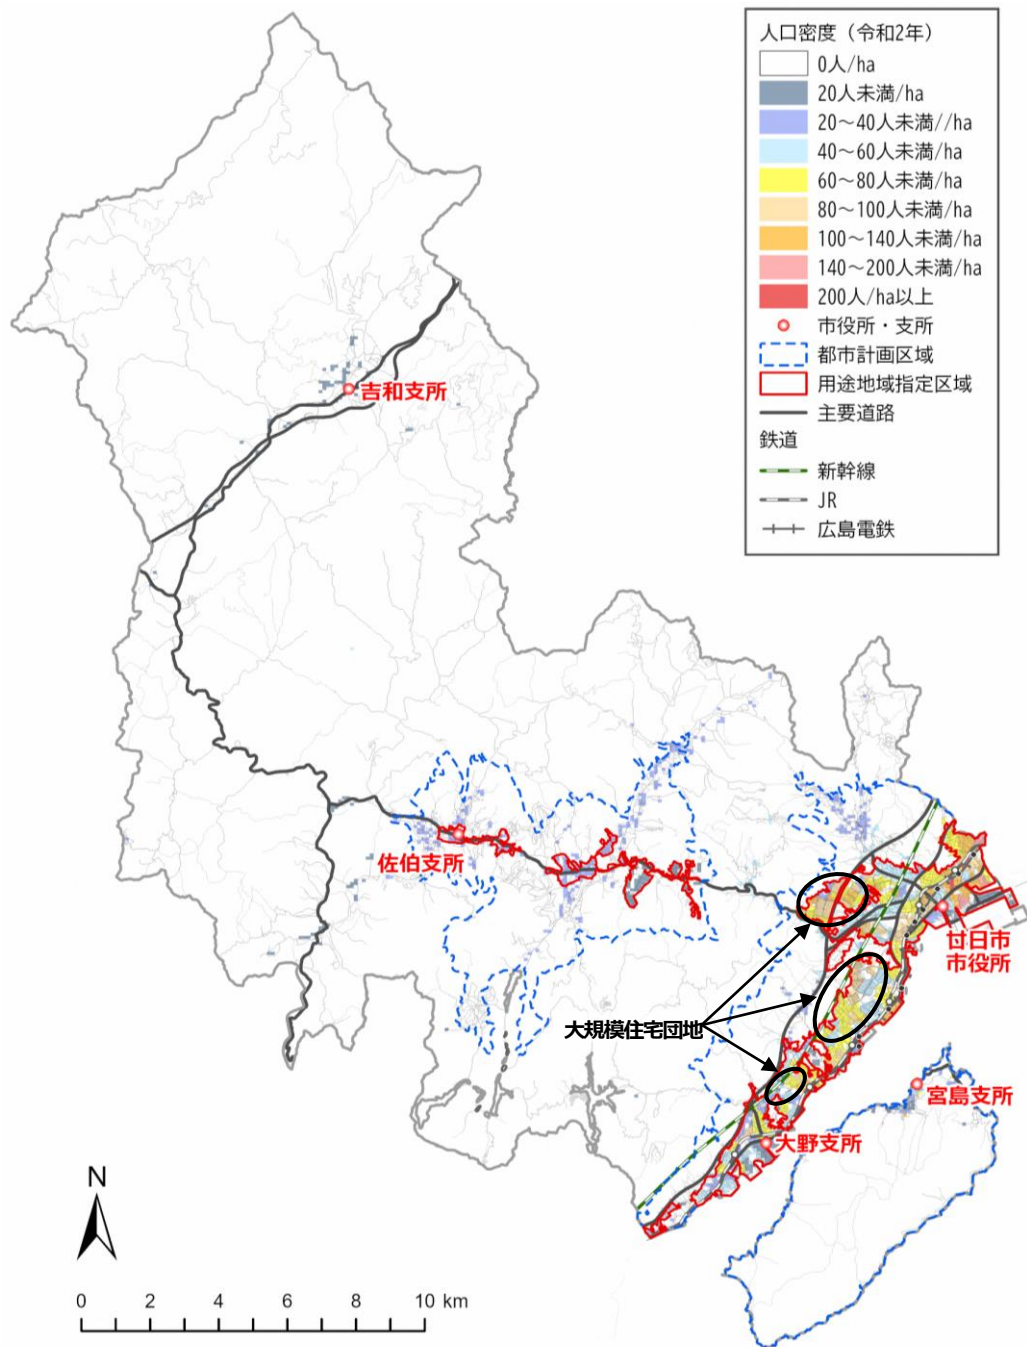 人口密度（令和2年）
0人/ha
20人未満/ha
20～40人未満//ha
40～60人未満/ha
60～80人未満/ha
80～100人未満/ha
100～140人未満/ha
140～200人未満/ha
200人/ha以上
市役所・支所
都市計画区域
用途地域指定区域
主要道路
鉄道
新幹線
JR
広島電鉄
吉和支所
佐伯支所
廿日市
市役所
大規模住宅団地
宮島支所
大野支所
N
0 2 4 6 8 10 km